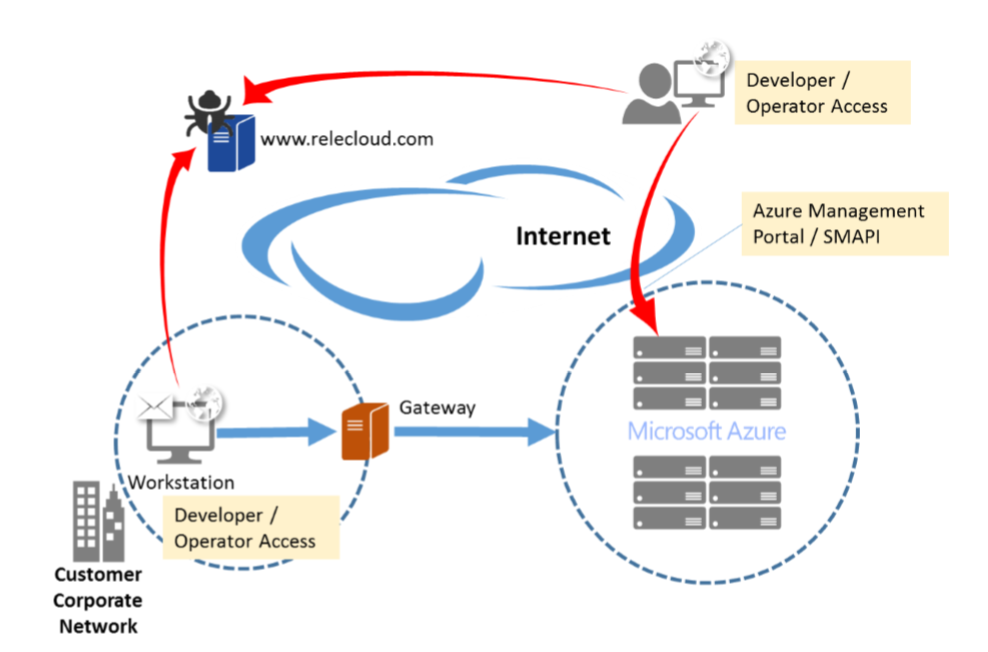 Developer /
Operator Access
www.relecloud.com
Azure Management
Portal / SMAPI
Internet
Gateway
Microsoft Azure
Workstation
Developer /
Operator Access
Customer
Corporate
Network